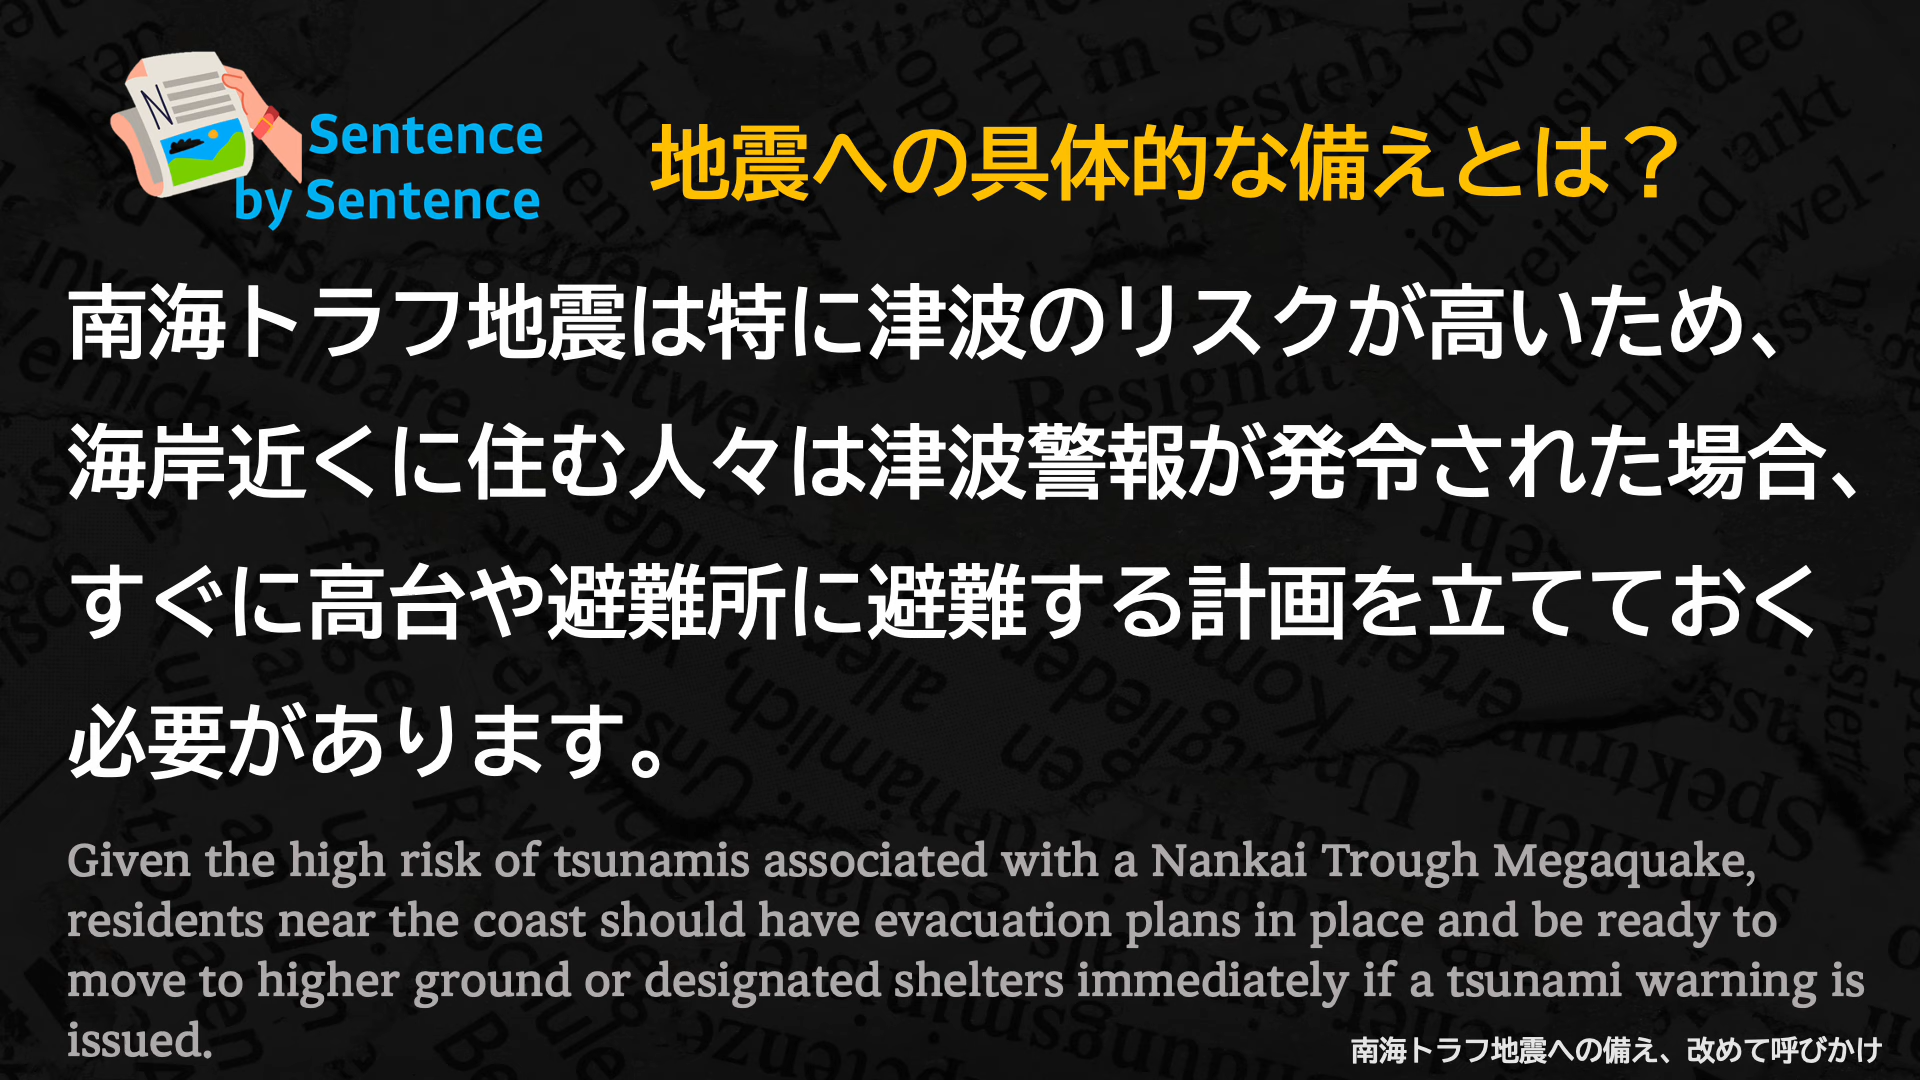 Sentence
by Sentence
地震への具体的な備えとは？
南海トラフ地震は特に津波のリスクが高いため、
海岸近くに住む人々は津波警報が発令された場合、
すぐに高台や避難所に避難する計画を立てておく
必要があります。
Given the high risk of tsunamis associated with a Nankai Trough Megaquake,
residents near the coast should have evacuation plans in place and be ready to
move to higher ground or designated shelters immediately if a tsunami warning is
issued.
南海トラフ地震への備え、改めて呼びかけ